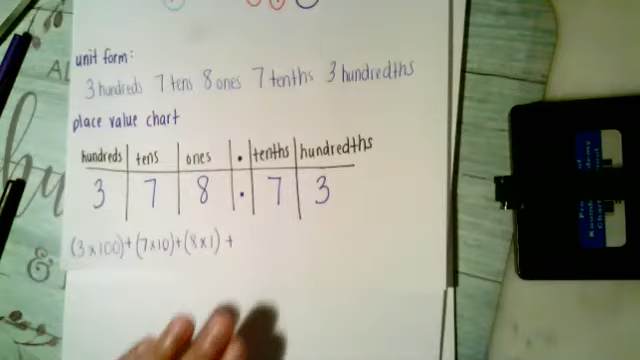 unit form:
3 hundreds 7 tens 8 ones 7 tenths 3 hundredths
place value chart
hundreds tens ones . tenths hundredths
3 7 8 . 7 3
(3 x 100) + (7 x 10) + (8 x 1) +
&